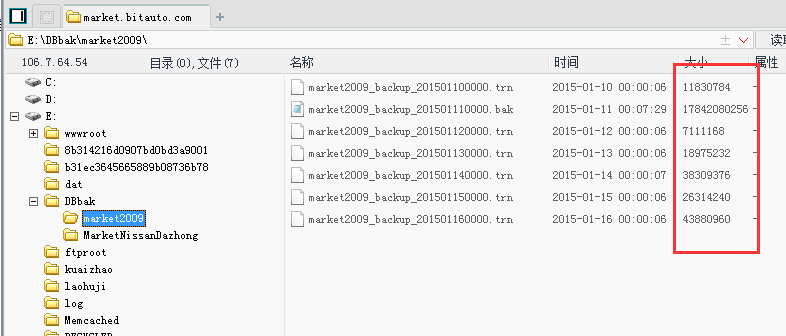 market.bitauto.com
E:\DBbak\market2009\ 读
106.7.64.54 目录(0),文件(7) 名称 时间 大小 属性
C:
D:
E:
wwwroot
8b314216d0907bd0bd3a9001
b31ec3645665889b08736b78
dat
DBbak
market2009
MarketNissanDazhong
ftproot
kuaizhao
laohuji
log
Memcached
market2009_backup_201501100000.trn 2015-01-10 00:00:06 11830784 -
market2009_backup_201501110000.bak 2015-01-11 00:07:29 17842080256 -
market2009_backup_201501120000.trn 2015-01-12 00:00:06 7111168 -
market2009_backup_201501130000.trn 2015-01-13 00:00:06 18975232 -
market2009_backup_201501140000.trn 2015-01-14 00:00:07 38309376 -
market2009_backup_201501150000.trn 2015-01-15 00:00:06 26314240 -
market2009_backup_201501160000.trn 2015-01-16 00:00:06 43880960 -